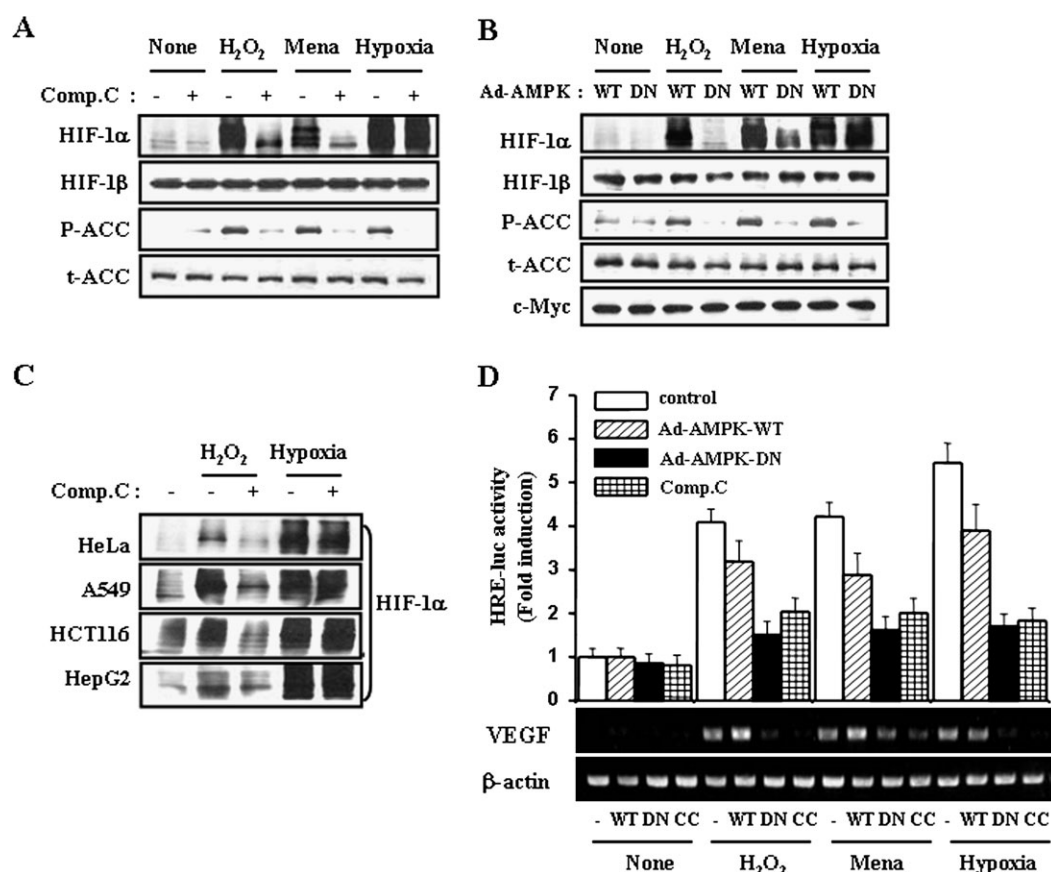 A
None H₂O₂ Mena Hypoxia
Comp.C : - + - + - + - +
HIF-1α
HIF-1β
P-ACC
t-ACC
B
None H₂O₂ Mena Hypoxia
Ad-AMPK : WT DN WT DN WT DN WT DN
HIF-1α
HIF-1β
P-ACC
t-ACC
c-Myc
C
H₂O₂ Hypoxia
Comp.C : - - + - +
HeLa
A549
HCT116
HepG2
HIF-1α
D
HRE-luc activity
(Fold induction)
7
6
5
4
3
2
1
0
control
Ad-AMPK-WT
Ad-AMPK-DN
Comp.C
VEGF
β-actin
- WT DN CC - WT DN CC - WT DN CC - WT DN CC
None H₂O₂ Mena Hypoxia